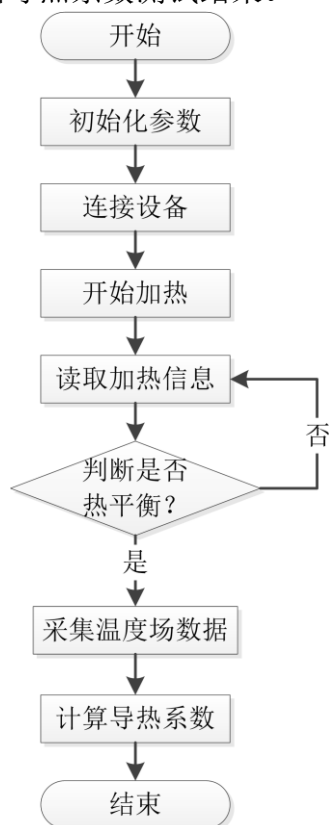 开始
初始化参数
连接设备
开始加热
读取加热信息
否
判断是否
热平衡？
是
采集温度场数据
计算导热系数
结束